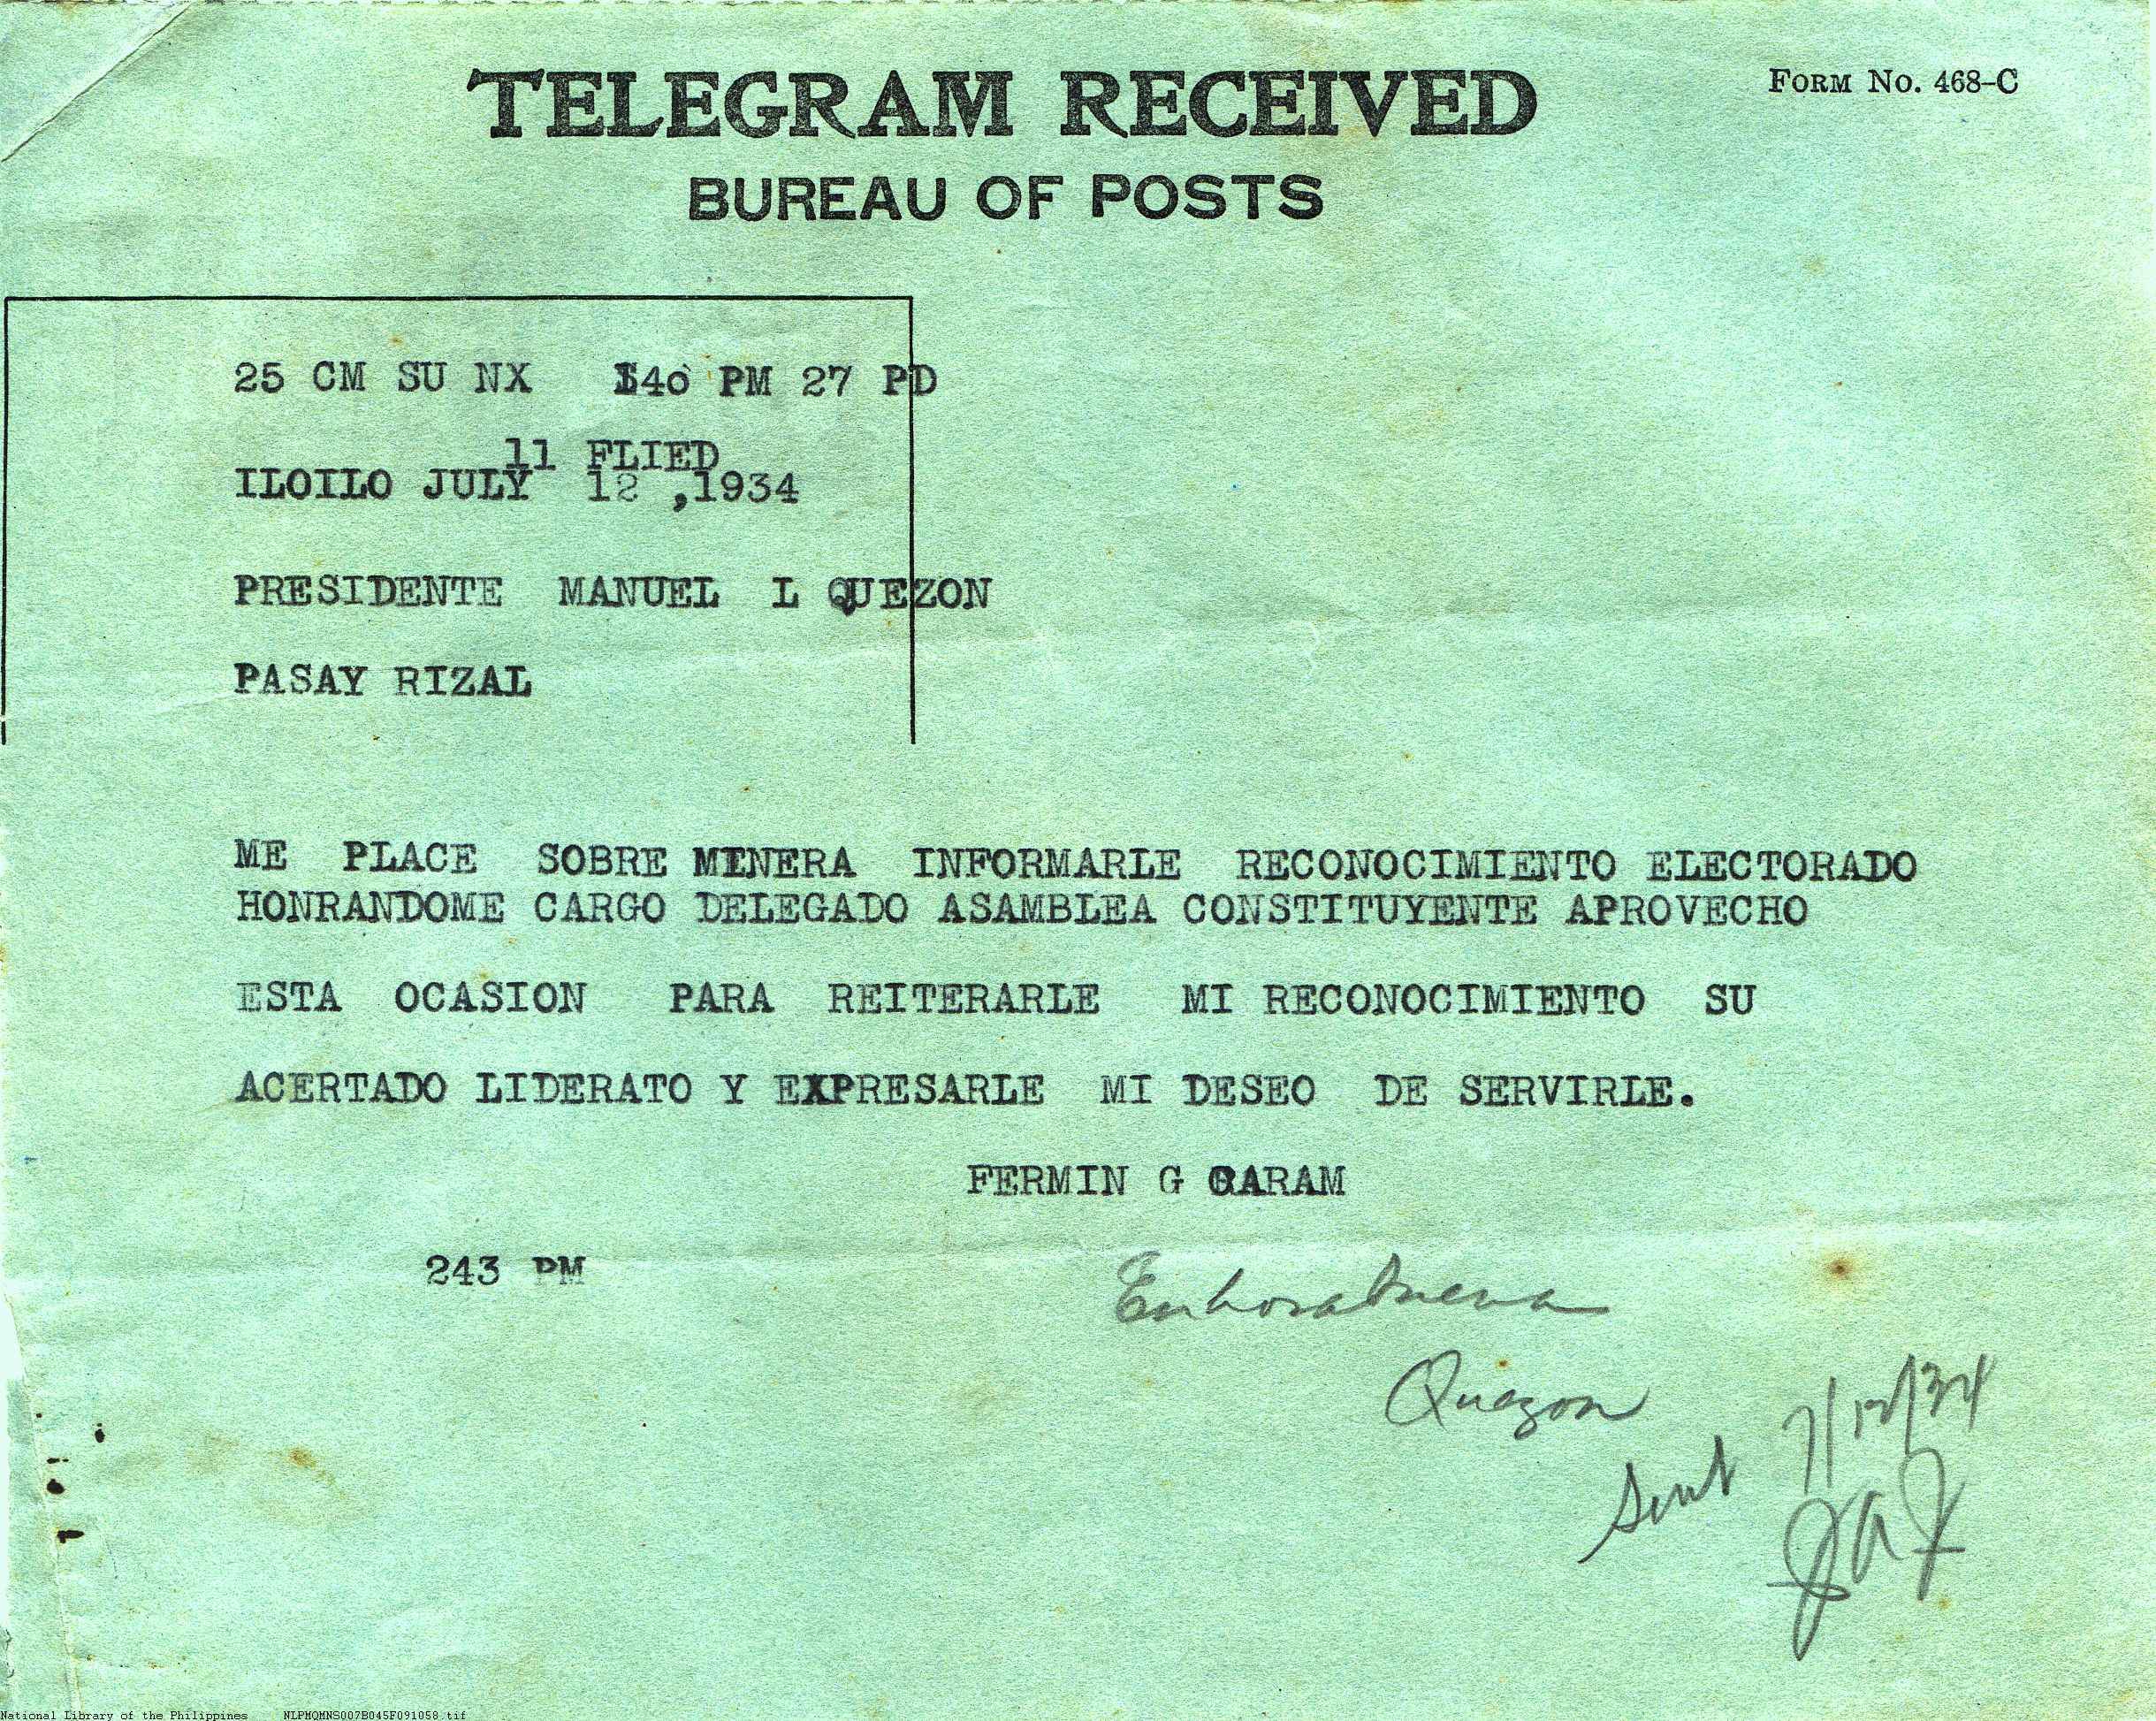 TELEGRAM RECEIVED
FORM No. 468-C
BUREAU OF POSTS
25 CM SU NX 140 PM 27 PD
11 FLIED
ILOILO JULY 12 ,1934
PRESIDENTE MANUEL L QUEZON
PASAY RIZAL
ME PLACE SOBRE MENERA INFORMARLE RECONOCIMIENTO ELECTORADO
HONRANDOME CARGO DELEGADO ASAMBLEA CONSTITUYENTE APROVECHO
ESTA OCASION PARA REITERARLE MI RECONOCIMIENTO SU
ACERTADO LIDERATO Y EXPRESARLE MI DESEO DE SERVIRLE.
FERMIN G CARAM
243 PM
Enhorabuena
Quezon
Sent 7/12/34
National Library of the Philippines NLPMQMNS007B045F091058.tif